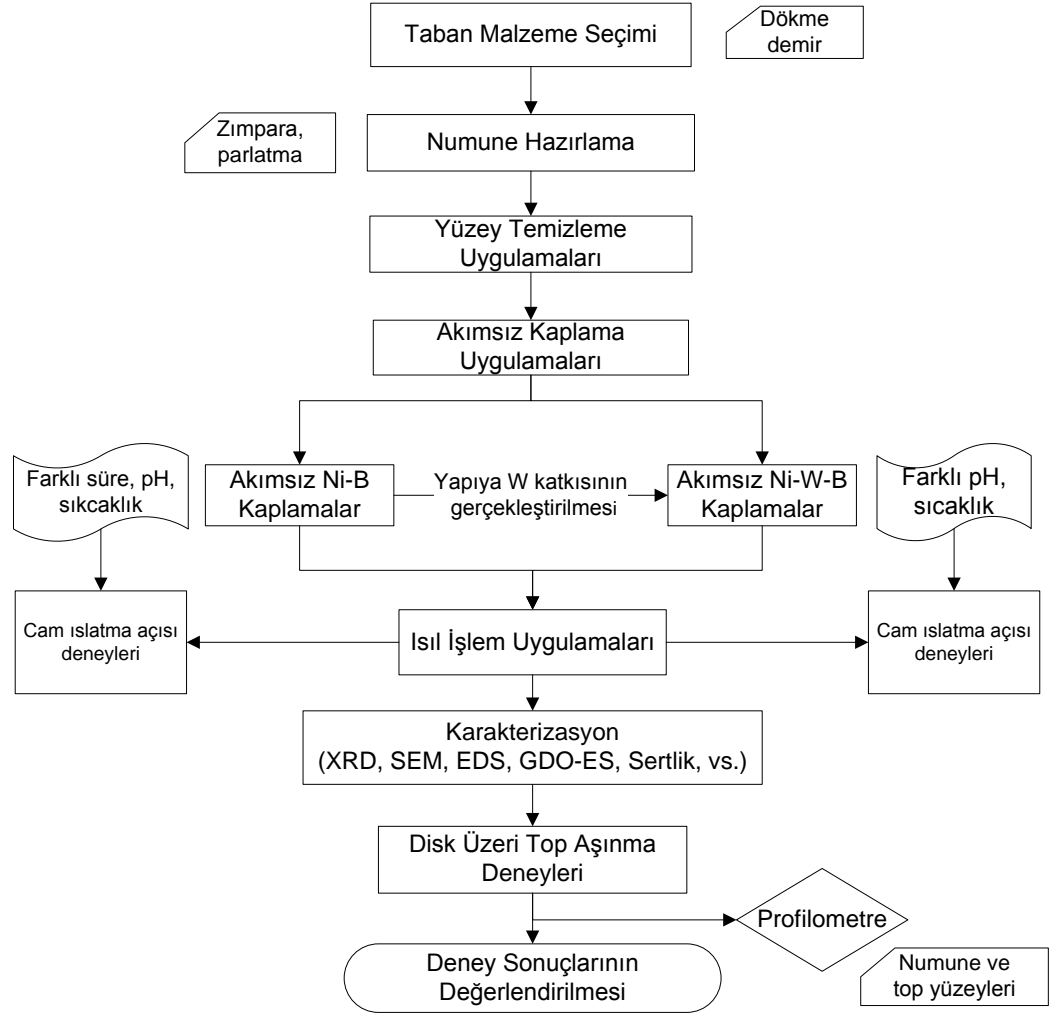 Taban Malzeme Seçimi
Dökme
demir
Zımpara,
parlatma
Numune Hazırlama
Yüzey Temizleme
Uygulamaları
Akımsız Kaplama
Uygulamaları
Farklı süre, pH,
sıkcaklık
Akımsız Ni-B
Kaplamalar
Yapıya W katkısının
gerçekleştirilmesi
Akımsız Ni-W-B
Kaplamalar
Farklı pH,
sıcaklık
Cam ıslatma açısı
deneyleri
Isıl İşlem Uygulamaları
Cam ıslatma açısı
deneyleri
Karakterizasyon
(XRD, SEM, EDS, GDO-ES, Sertlik, vs.)
Disk Üzeri Top Aşınma
Deneyleri
Profilometre
Deney Sonuçlarının
Değerlendirilmesi
Numune ve
top yüzeyleri